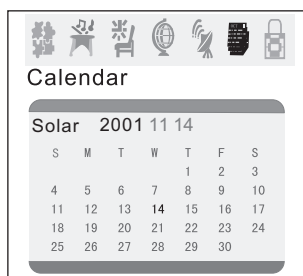 Calendar
Solar 2001 11 14
S M T W T F S
1 2 3
4 5 6 7 8 9 10
11 12 13 14 15 16 17
18 19 20 21 22 23 24
25 26 27 28 29 30